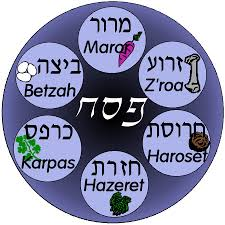 מרור
Maror
ביצה
Betzah
זרוע
Z'roa
פסח
כרפס
Karpas
חרוסת
Haroset
חזרת
Hazeret